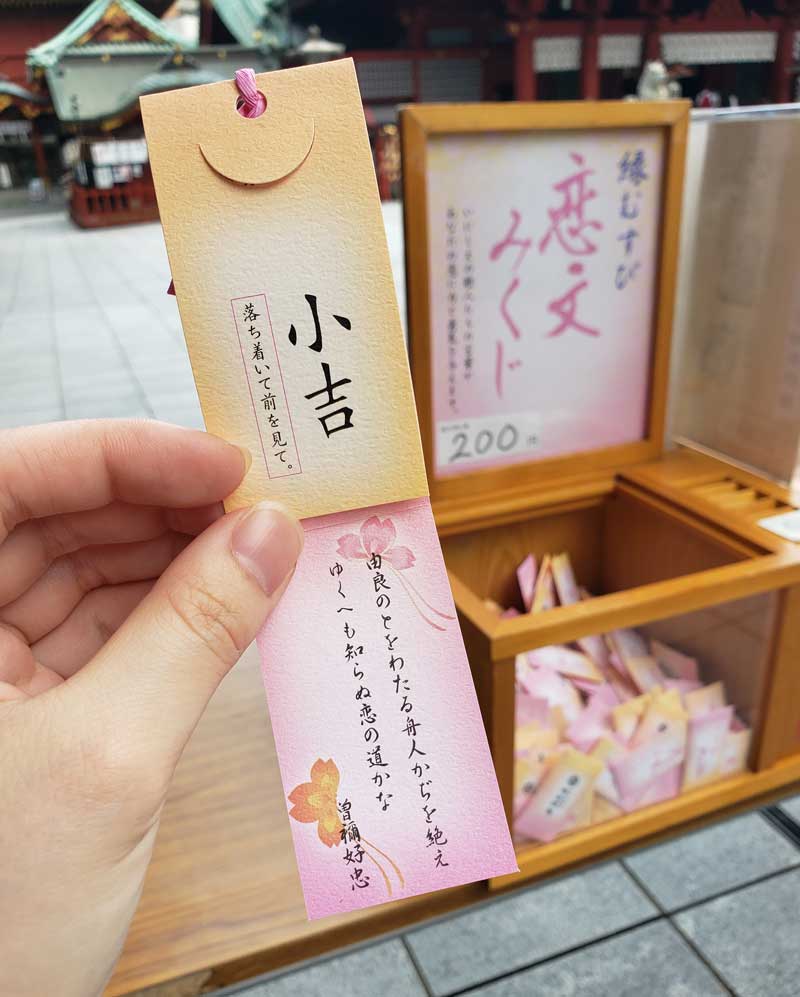 小吉
落ち着いて前を見て。
由良のとをわたる舟人かぢを絶え
ゆくへも知らぬ恋の道かな
曽禰好忠
縁むすび
恋・文
みくじ
200円